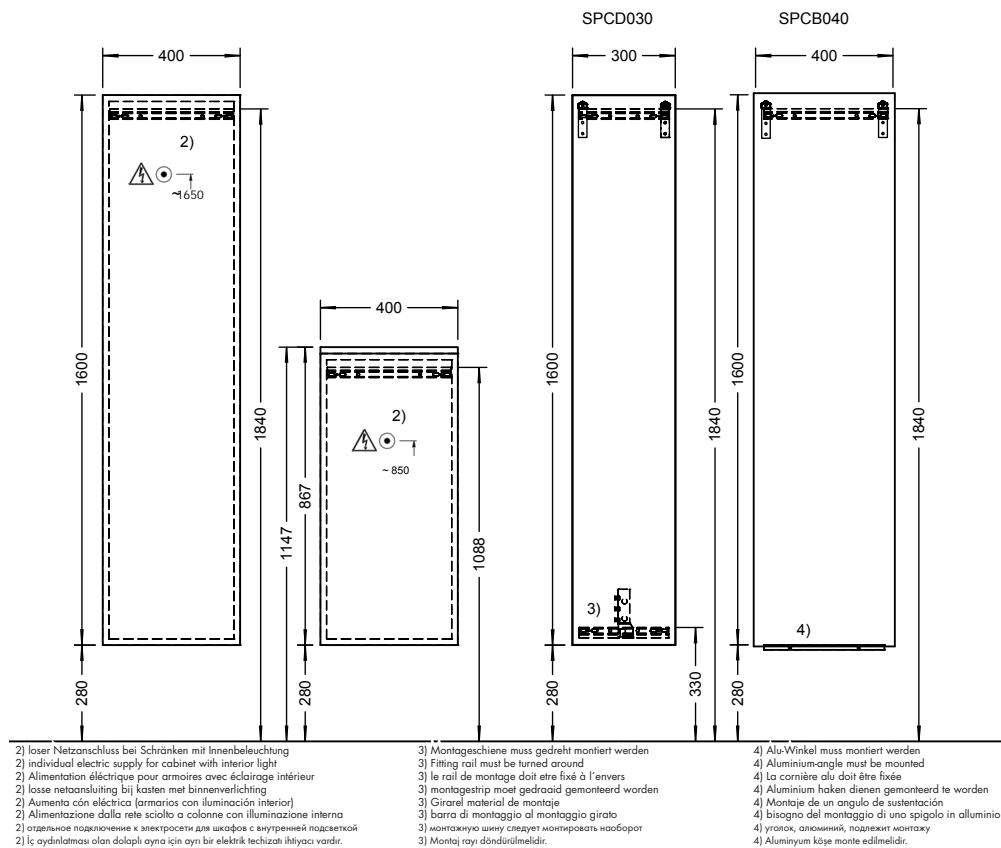 SPCD030
SPCB040
400
300
400
2)
~1650
1600
1840
400
2)
~ 850
1147
867
1088
280
280
1600
1840
3)
280
330
1600
1840
4)
280
2) loser Netzanschluss bei Schränken mit Innenbeleuchtung
2) individual electric supply for cabinet with interior light
2) Alimentation éléctrique pour armoires avec éclairage intérieur
2) losse netaansluiting bij kasten met binnenverlichting
2) Aumenta cón eléctrica (armarios con iluminación interior)
2) Alimentazione dalla rete sciolto a colonne con illuminazione interna
2) отдельное подключение к электросети для шкафов с внутренней подсветкой
2) İç aydınlatması olan dolaplı ayna için ayrı bir elektrik techizatı ihtiyacı vardır.
3) Montageschiene muss gedreht montiert werden
3) Fitting rail must be turned around
3) le rail de montage doit etre fixé à l´envers
3) montagestrip moet gedraaid gemonteerd worden
3) Girarel material de montaje
3) barra di montaggio al montaggio girato
3) монтажную шину следует монтировать наоборот
3) Montaj rayı döndürülmelidir.
4) Alu-Winkel muss montiert werden
4) Aluminium-angle must be mounted
4) La cornière alu doit être fixée
4) Aluminium haken dienen gemonteerd te worden
4) Montaje de un angulo de sustentación
4) bisogno del montaggio di uno spigolo in alluminio
4) уголок, алюминий, подлежит монтажу
4) Aluminyum köşe monte edilmelidir.